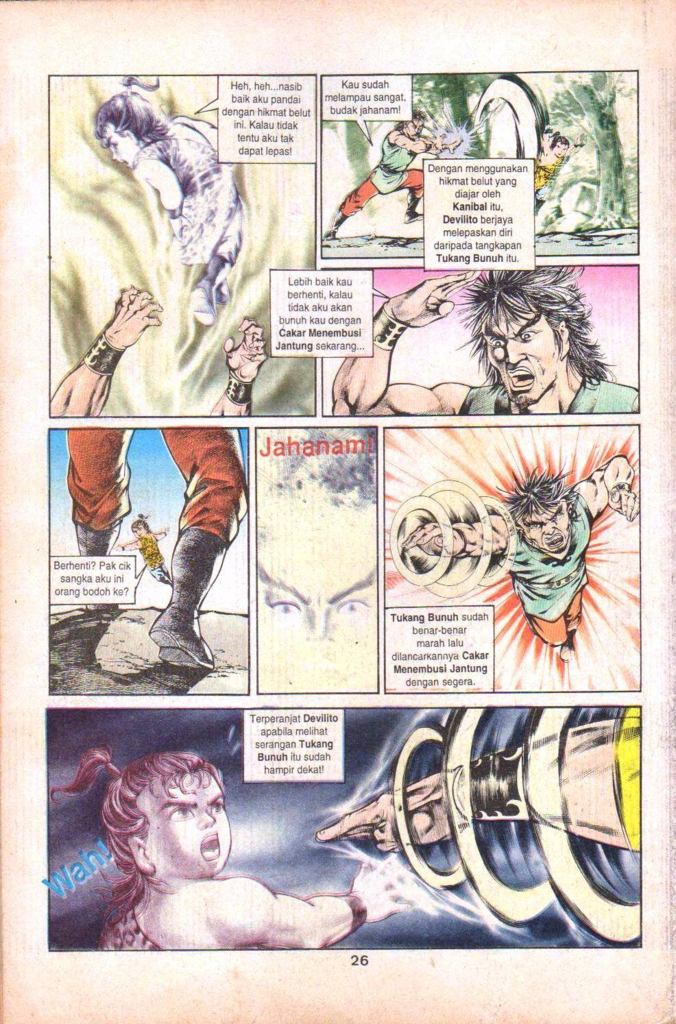 Heh, heh...nasib
baik aku pandai
dengan hikmat belut
ini. Kalau tidak
tentu aku tak
dapat lepas!
Kau sudah
melampau sangat,
budak jahanam!
Dengan menggunakan
hikmat belut yang
diajar oleh
Kanibal itu,
Devilito berjaya
melepaskan diri
daripada tangkapan
Tukang Bunuh itu.
Lebih baik kau
berhenti, kalau
tidak aku akan
bunuh kau dengan
Cakar Menembusi
Jantung sekarang...
Berhenti? Pak cik
sangka aku ini
orang bodoh ke?
Jahanam!
Tukang Bunuh sudah
benar-benar
marah lalu
dilancarkannya Cakar
Menembusi Jantung
dengan segera.
Terperanjat Devilito
apabila melihat
serangan Tukang
Bunuh itu sudah
hampir dekat!
Wah!
26